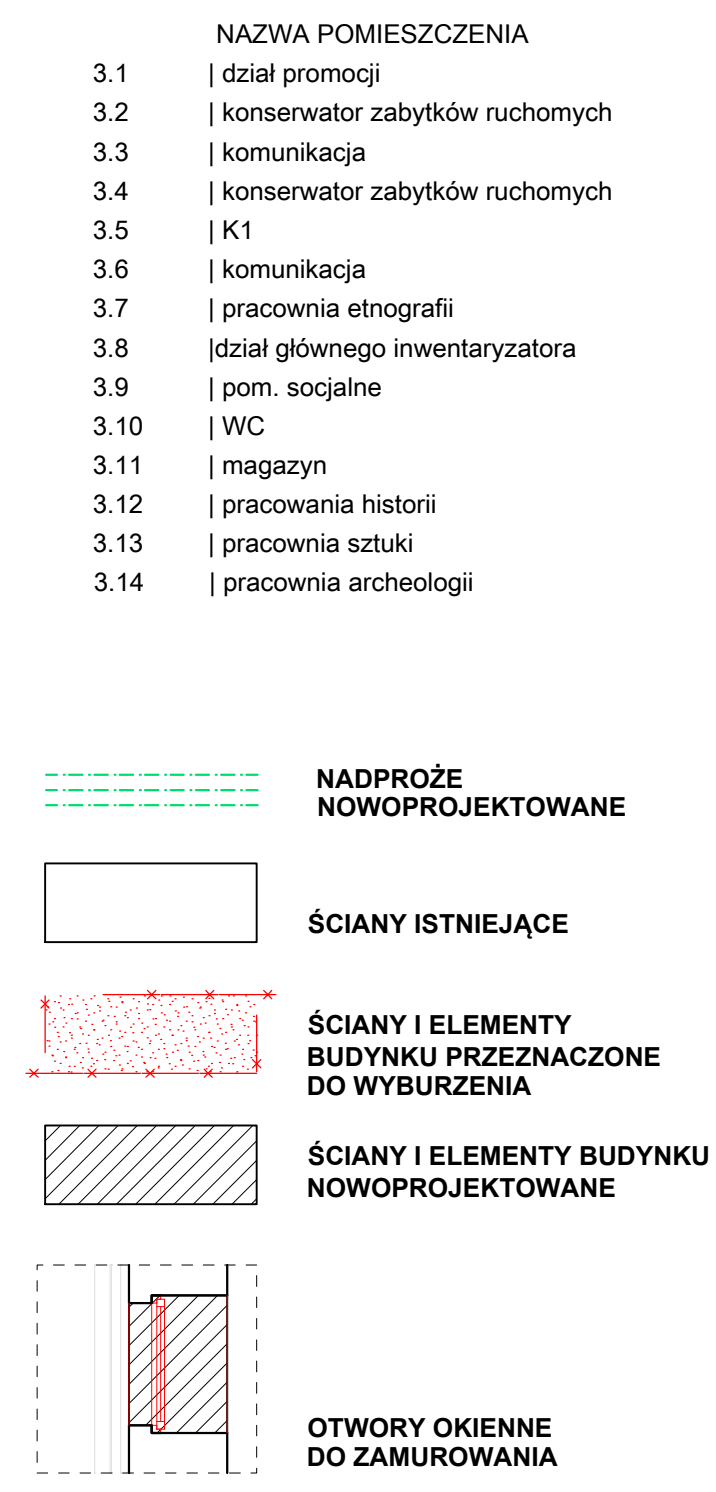 NAZWA POMIESZCZENIA
3.1 | dział promocji
3.2 | konserwator zabytków ruchomych
3.3 | komunikacja
3.4 | konserwator zabytków ruchomych
3.5 | K1
3.6 | komunikacja
3.7 | pracownia etnografii
3.8 |dział głównego inwentaryzatora
3.9 | pom. socjalne
3.10 | WC
3.11 | magazyn
3.12 | pracowania historii
3.13 | pracownia sztuki
3.14 | pracownia archeologii
NADPROŻE
NOWOPROJEKTOWANE
ŚCIANY ISTNIEJĄCE
ŚCIANY I ELEMENTY
BUDYNKU PRZEZNACZONE
DO WYBURZENIA
ŚCIANY I ELEMENTY BUDYNKU
NOWOPROJEKTOWANE
OTWORY OKIENNE
DO ZAMUROWANIA